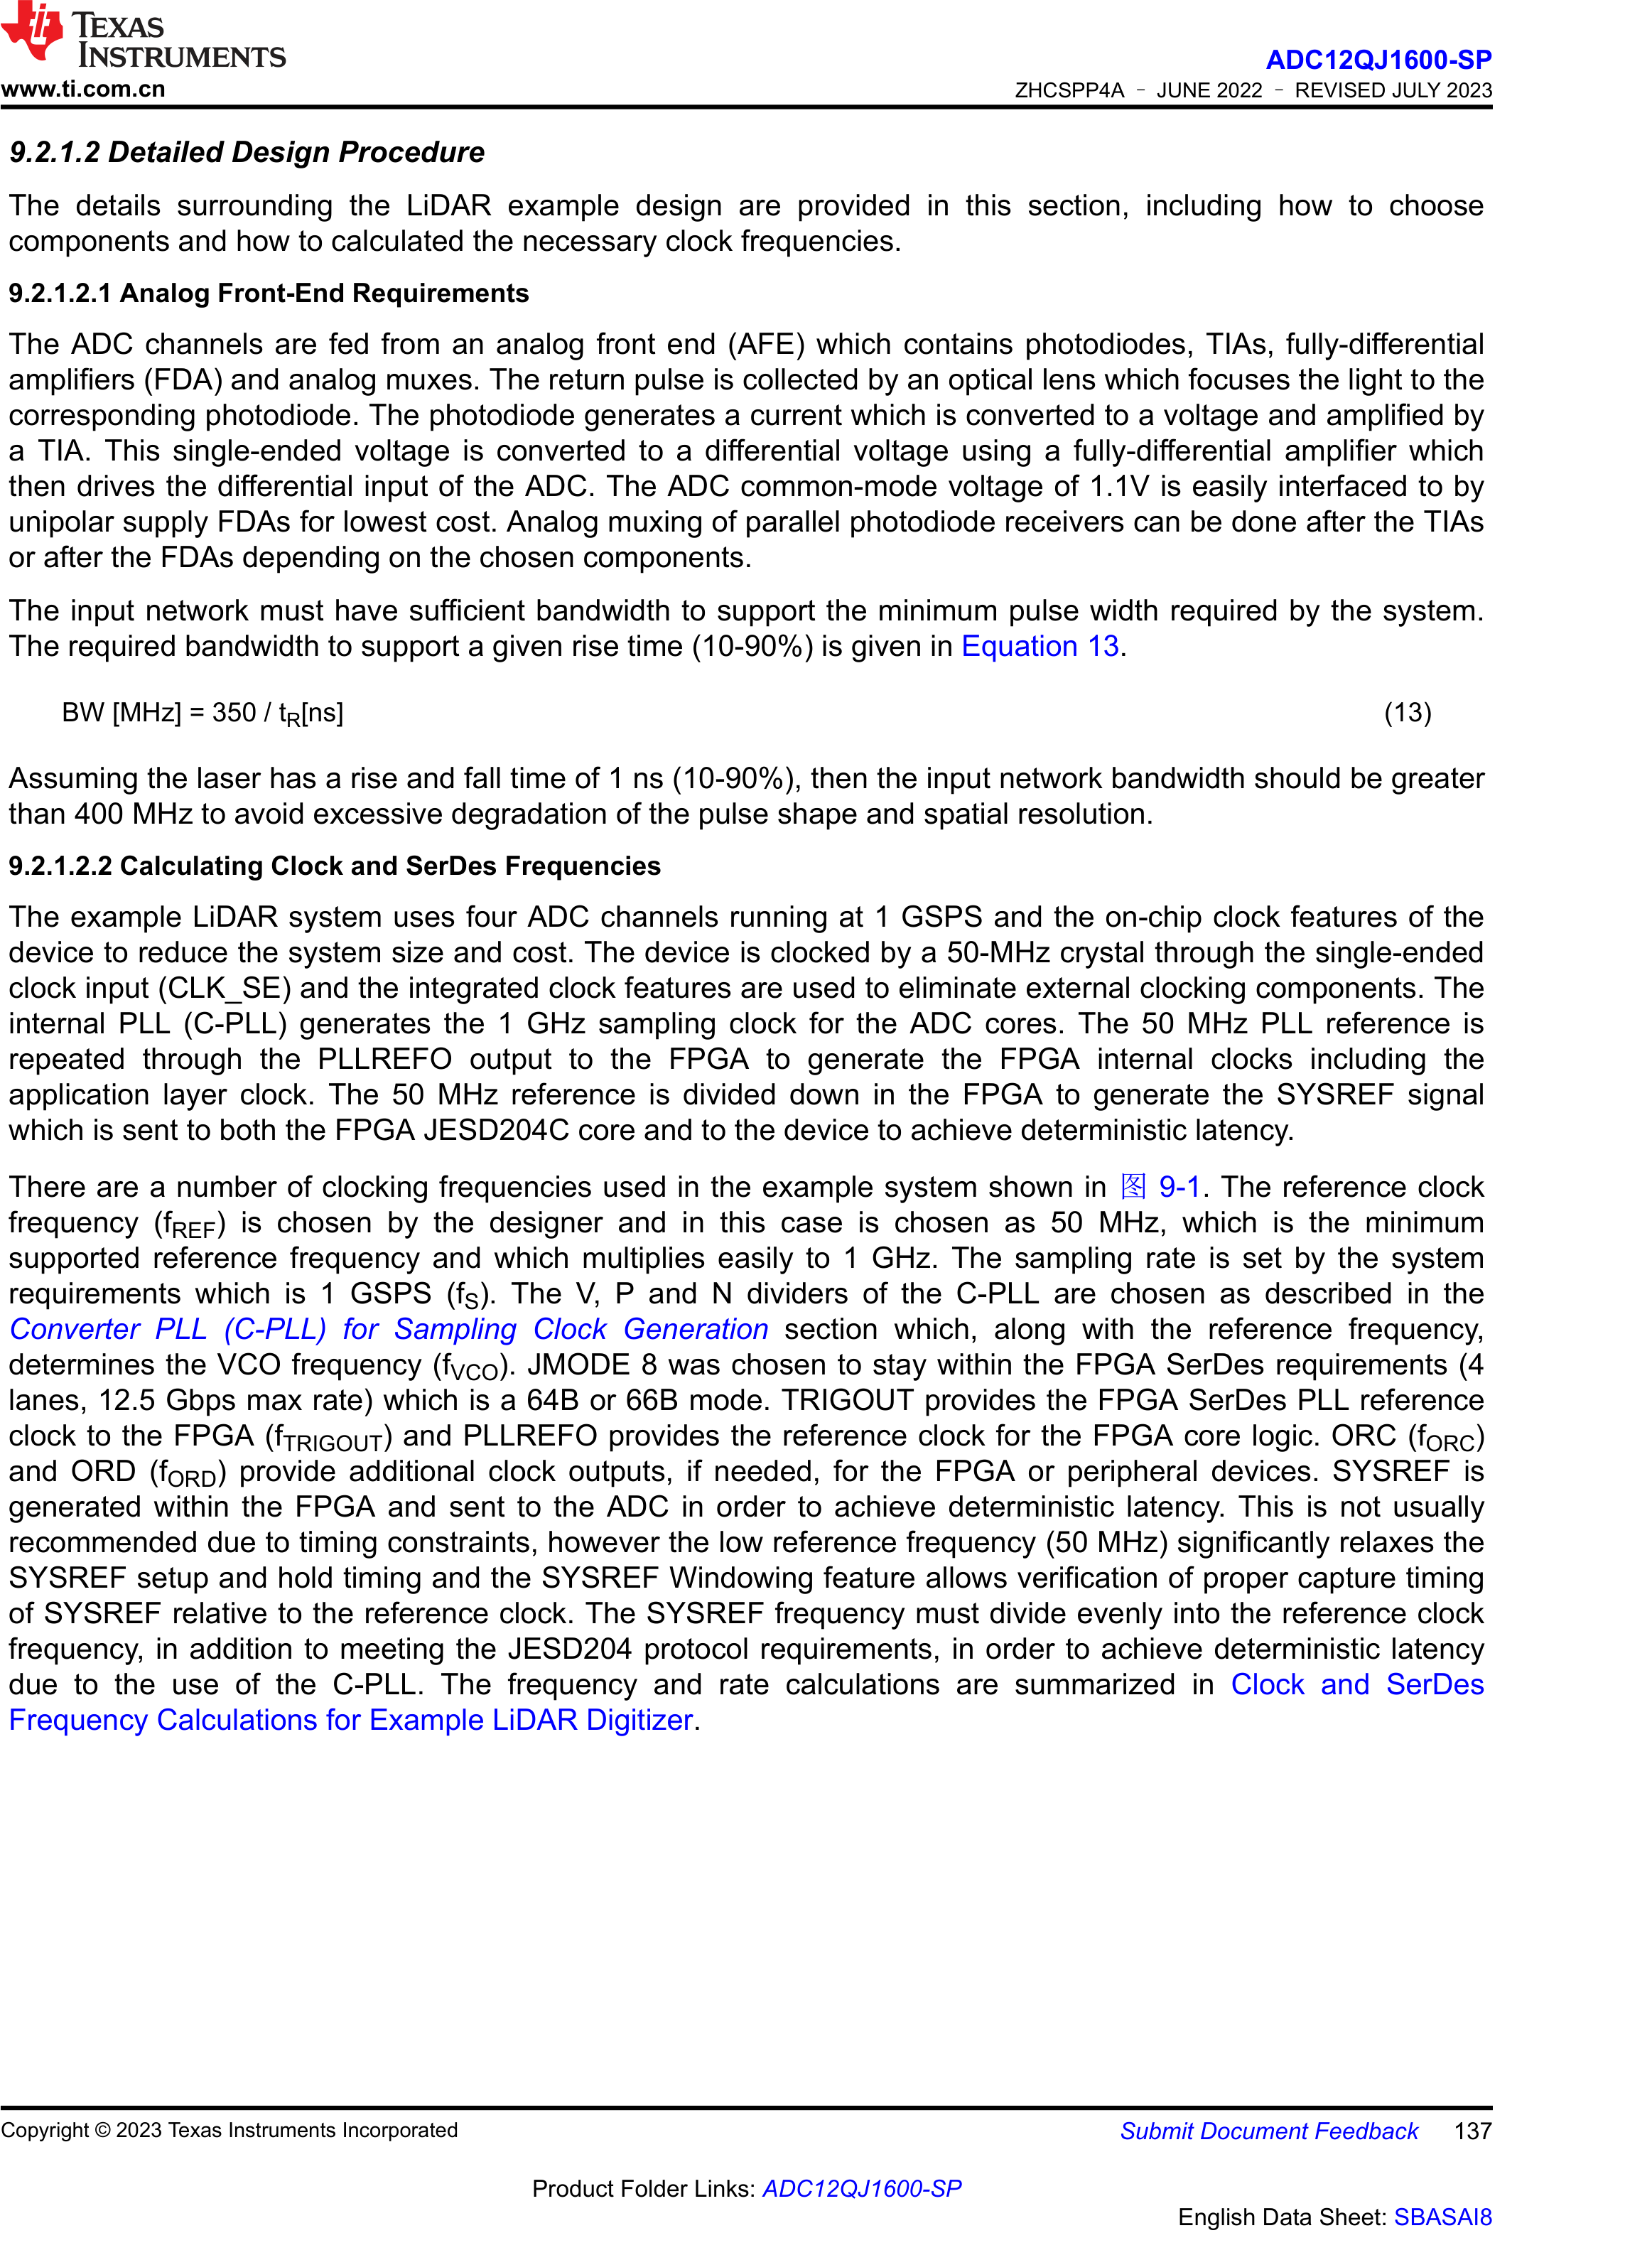 TEXAS
INSTRUMENTS
www.ti.com.cn
ADC12QJ1600-SP
ZHCSPP4A – JUNE 2022 – REVISED JULY 2023
9.2.1.2 Detailed Design Procedure
The details surrounding the LiDAR example design are provided in this section, including how to choose
components and how to calculated the necessary clock frequencies.
9.2.1.2.1 Analog Front-End Requirements
The ADC channels are fed from an analog front end (AFE) which contains photodiodes, TIAs, fully-differential
amplifiers (FDA) and analog muxes. The return pulse is collected by an optical lens which focuses the light to the
corresponding photodiode. The photodiode generates a current which is converted to a voltage and amplified by
a TIA. This single-ended voltage is converted to a differential voltage using a fully-differential amplifier which
then drives the differential input of the ADC. The ADC common-mode voltage of 1.1V is easily interfaced to by
unipolar supply FDAs for lowest cost. Analog muxing of parallel photodiode receivers can be done after the TIAs
or after the FDAs depending on the chosen components.
The input network must have sufficient bandwidth to support the minimum pulse width required by the system.
The required bandwidth to support a given rise time (10-90%) is given in Equation 13.
BW [MHz] = 350 / tR[ns] (13)
Assuming the laser has a rise and fall time of 1 ns (10-90%), then the input network bandwidth should be greater
than 400 MHz to avoid excessive degradation of the pulse shape and spatial resolution.
9.2.1.2.2 Calculating Clock and SerDes Frequencies
The example LiDAR system uses four ADC channels running at 1 GSPS and the on-chip clock features of the
device to reduce the system size and cost. The device is clocked by a 50-MHz crystal through the single-ended
clock input (CLK_SE) and the integrated clock features are used to eliminate external clocking components. The
internal PLL (C-PLL) generates the 1 GHz sampling clock for the ADC cores. The 50 MHz PLL reference is
repeated through the PLLREFO output to the FPGA to generate the FPGA internal clocks including the
application layer clock. The 50 MHz reference is divided down in the FPGA to generate the SYSREF signal
which is sent to both the FPGA JESD204C core and to the device to achieve deterministic latency.
There are a number of clocking frequencies used in the example system shown in 图 9-1. The reference clock
frequency (fREF) is chosen by the designer and in this case is chosen as 50 MHz, which is the minimum
supported reference frequency and which multiplies easily to 1 GHz. The sampling rate is set by the system
requirements which is 1 GSPS (fS). The V, P and N dividers of the C-PLL are chosen as described in the
Converter PLL (C-PLL) for Sampling Clock Generation section which, along with the reference frequency,
determines the VCO frequency (fVCO). JMODE 8 was chosen to stay within the FPGA SerDes requirements (4
lanes, 12.5 Gbps max rate) which is a 64B or 66B mode. TRIGOUT provides the FPGA SerDes PLL reference
clock to the FPGA (fTRIGOUT) and PLLREFO provides the reference clock for the FPGA core logic. ORC (fORC)
and ORD (fORD) provide additional clock outputs, if needed, for the FPGA or peripheral devices. SYSREF is
generated within the FPGA and sent to the ADC in order to achieve deterministic latency. This is not usually
recommended due to timing constraints, however the low reference frequency (50 MHz) significantly relaxes the
SYSREF setup and hold timing and the SYSREF Windowing feature allows verification of proper capture timing
of SYSREF relative to the reference clock. The SYSREF frequency must divide evenly into the reference clock
frequency, in addition to meeting the JESD204 protocol requirements, in order to achieve deterministic latency
due to the use of the C-PLL. The frequency and rate calculations are summarized in Clock and SerDes
Frequency Calculations for Example LiDAR Digitizer.
Copyright © 2023 Texas Instruments Incorporated
Submit Document Feedback 137
Product Folder Links: ADC12QJ1600-SP
English Data Sheet: SBASAI8